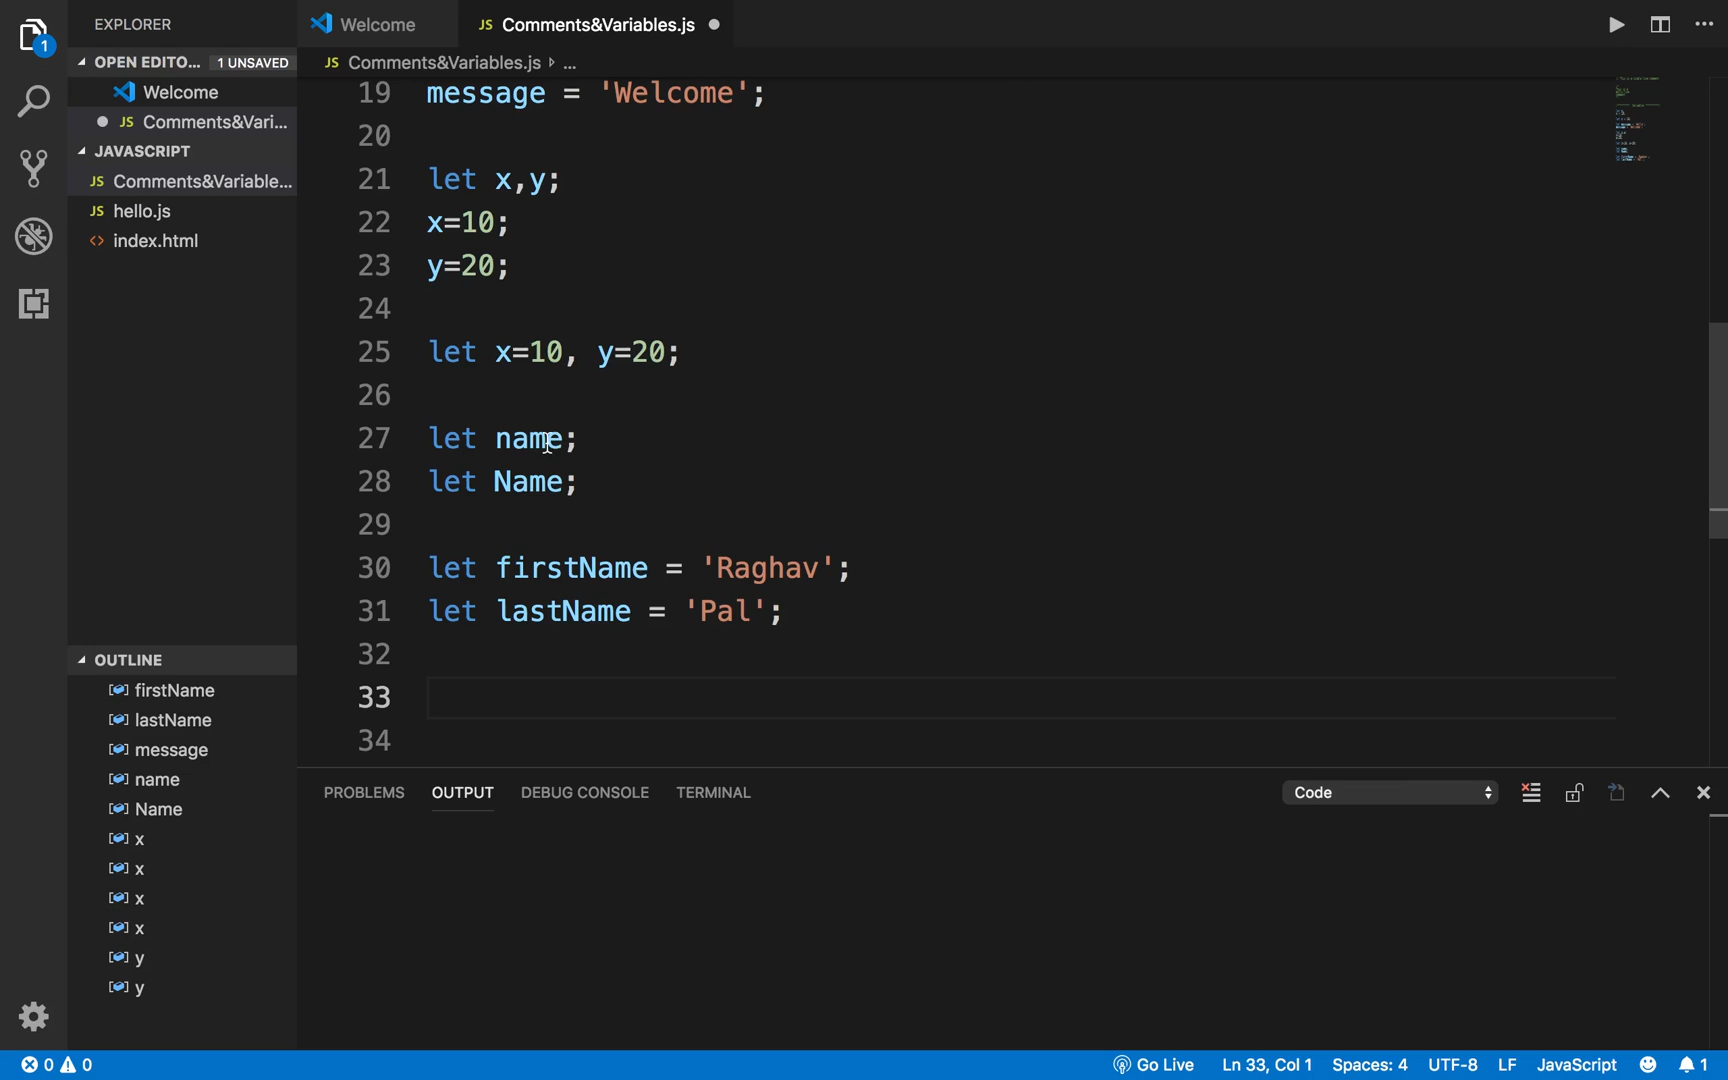 EXPLORER
Welcome
JS Comments&Variables.js
1
OPEN EDITO... 1 UNSAVED
JS Comments&Variables.js ...
Welcome
JS Comments&Vari...
JAVASCRIPT
JS Comments&Variable...
JS hello.js
<> index.html
19 message = 'Welcome';
20
21 let x,y;
22 x=10;
23 y=20;
24
25 let x=10, y=20;
26
27 let name;
28 let Name;
29
30 let firstName = 'Raghav';
31 let lastName = 'Pal';
32
33
34
OUTLINE
firstName
lastName
message
name
Name
x
x
x
x
y
y
PROBLEMS OUTPUT DEBUG CONSOLE TERMINAL Code
0 0 Go Live Ln 33, Col 1 Spaces: 4 UTF-8 LF JavaScript 1